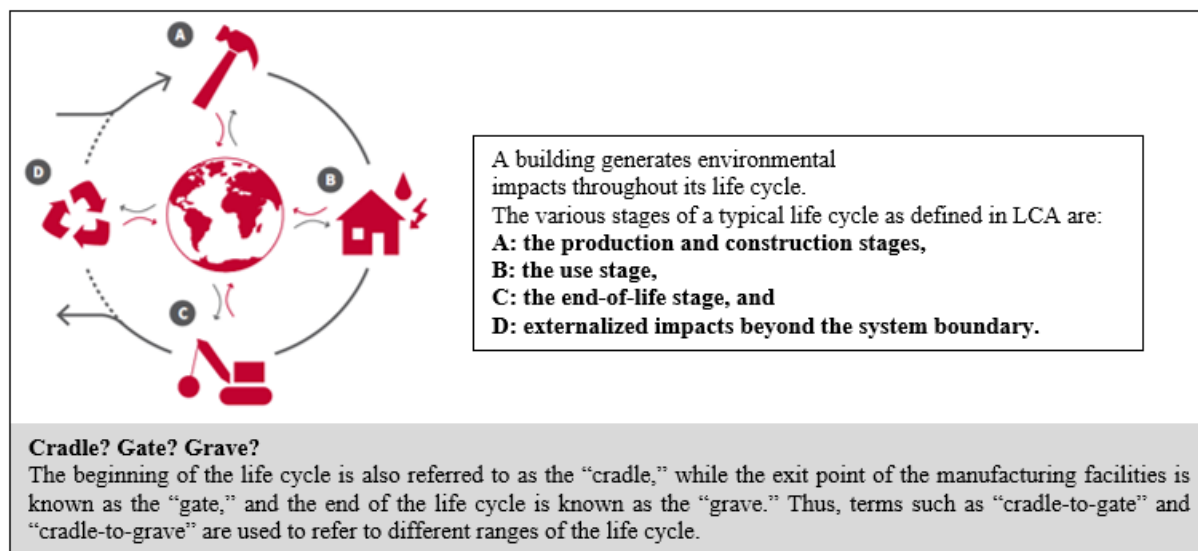 A
B
D
C
A building generates environmental
impacts throughout its life cycle.
The various stages of a typical life cycle as defined in LCA are:
A: the production and construction stages,
B: the use stage,
C: the end-of-life stage, and
D: externalized impacts beyond the system boundary.
Cradle? Gate? Grave?
The beginning of the life cycle is also referred to as the “cradle,” while the exit point of the manufacturing facilities is
known as the “gate,” and the end of the life cycle is known as the “grave.” Thus, terms such as “cradle-to-gate” and
“cradle-to-grave” are used to refer to different ranges of the life cycle.